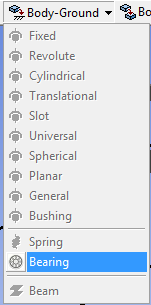 Body-Ground Bo
Fixed
Revolute
Cylindrical
Translational
Slot
Universal
Spherical
Planar
General
Bushing
Spring
Bearing
Beam